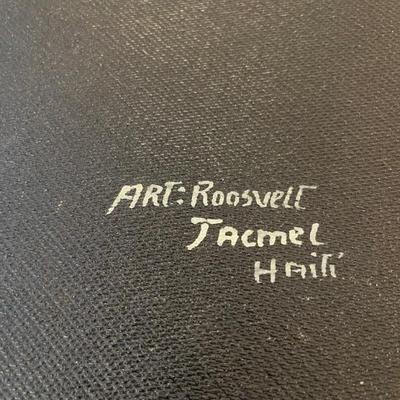 ART: Roosvelt
Jacmel
Haiti